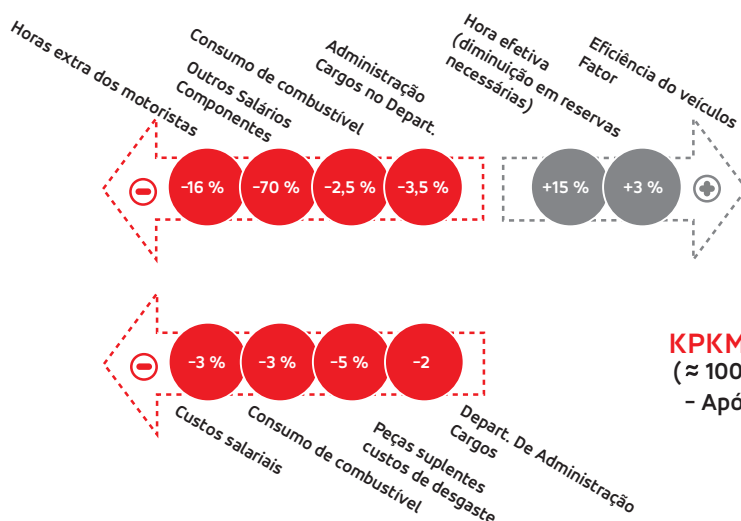 Horas extra dos motoristas
Outros Salários
Componentes
Consumo de combustível
Administração
Cargos no Depart.
Hora efetiva
(diminuição em reservas
necessárias)
Eficiência do veículos
Fator
-16 %
-70 %
-2,5 %
-3,5 %
+15 %
+3 %
-3 %
-3 %
-5 %
-2
KPKM
(≈ 100
- Apó
Custos salariais
Consumo de combustível
Peças suplentes
custos de desgaste
Depart. De Administração
Cargos